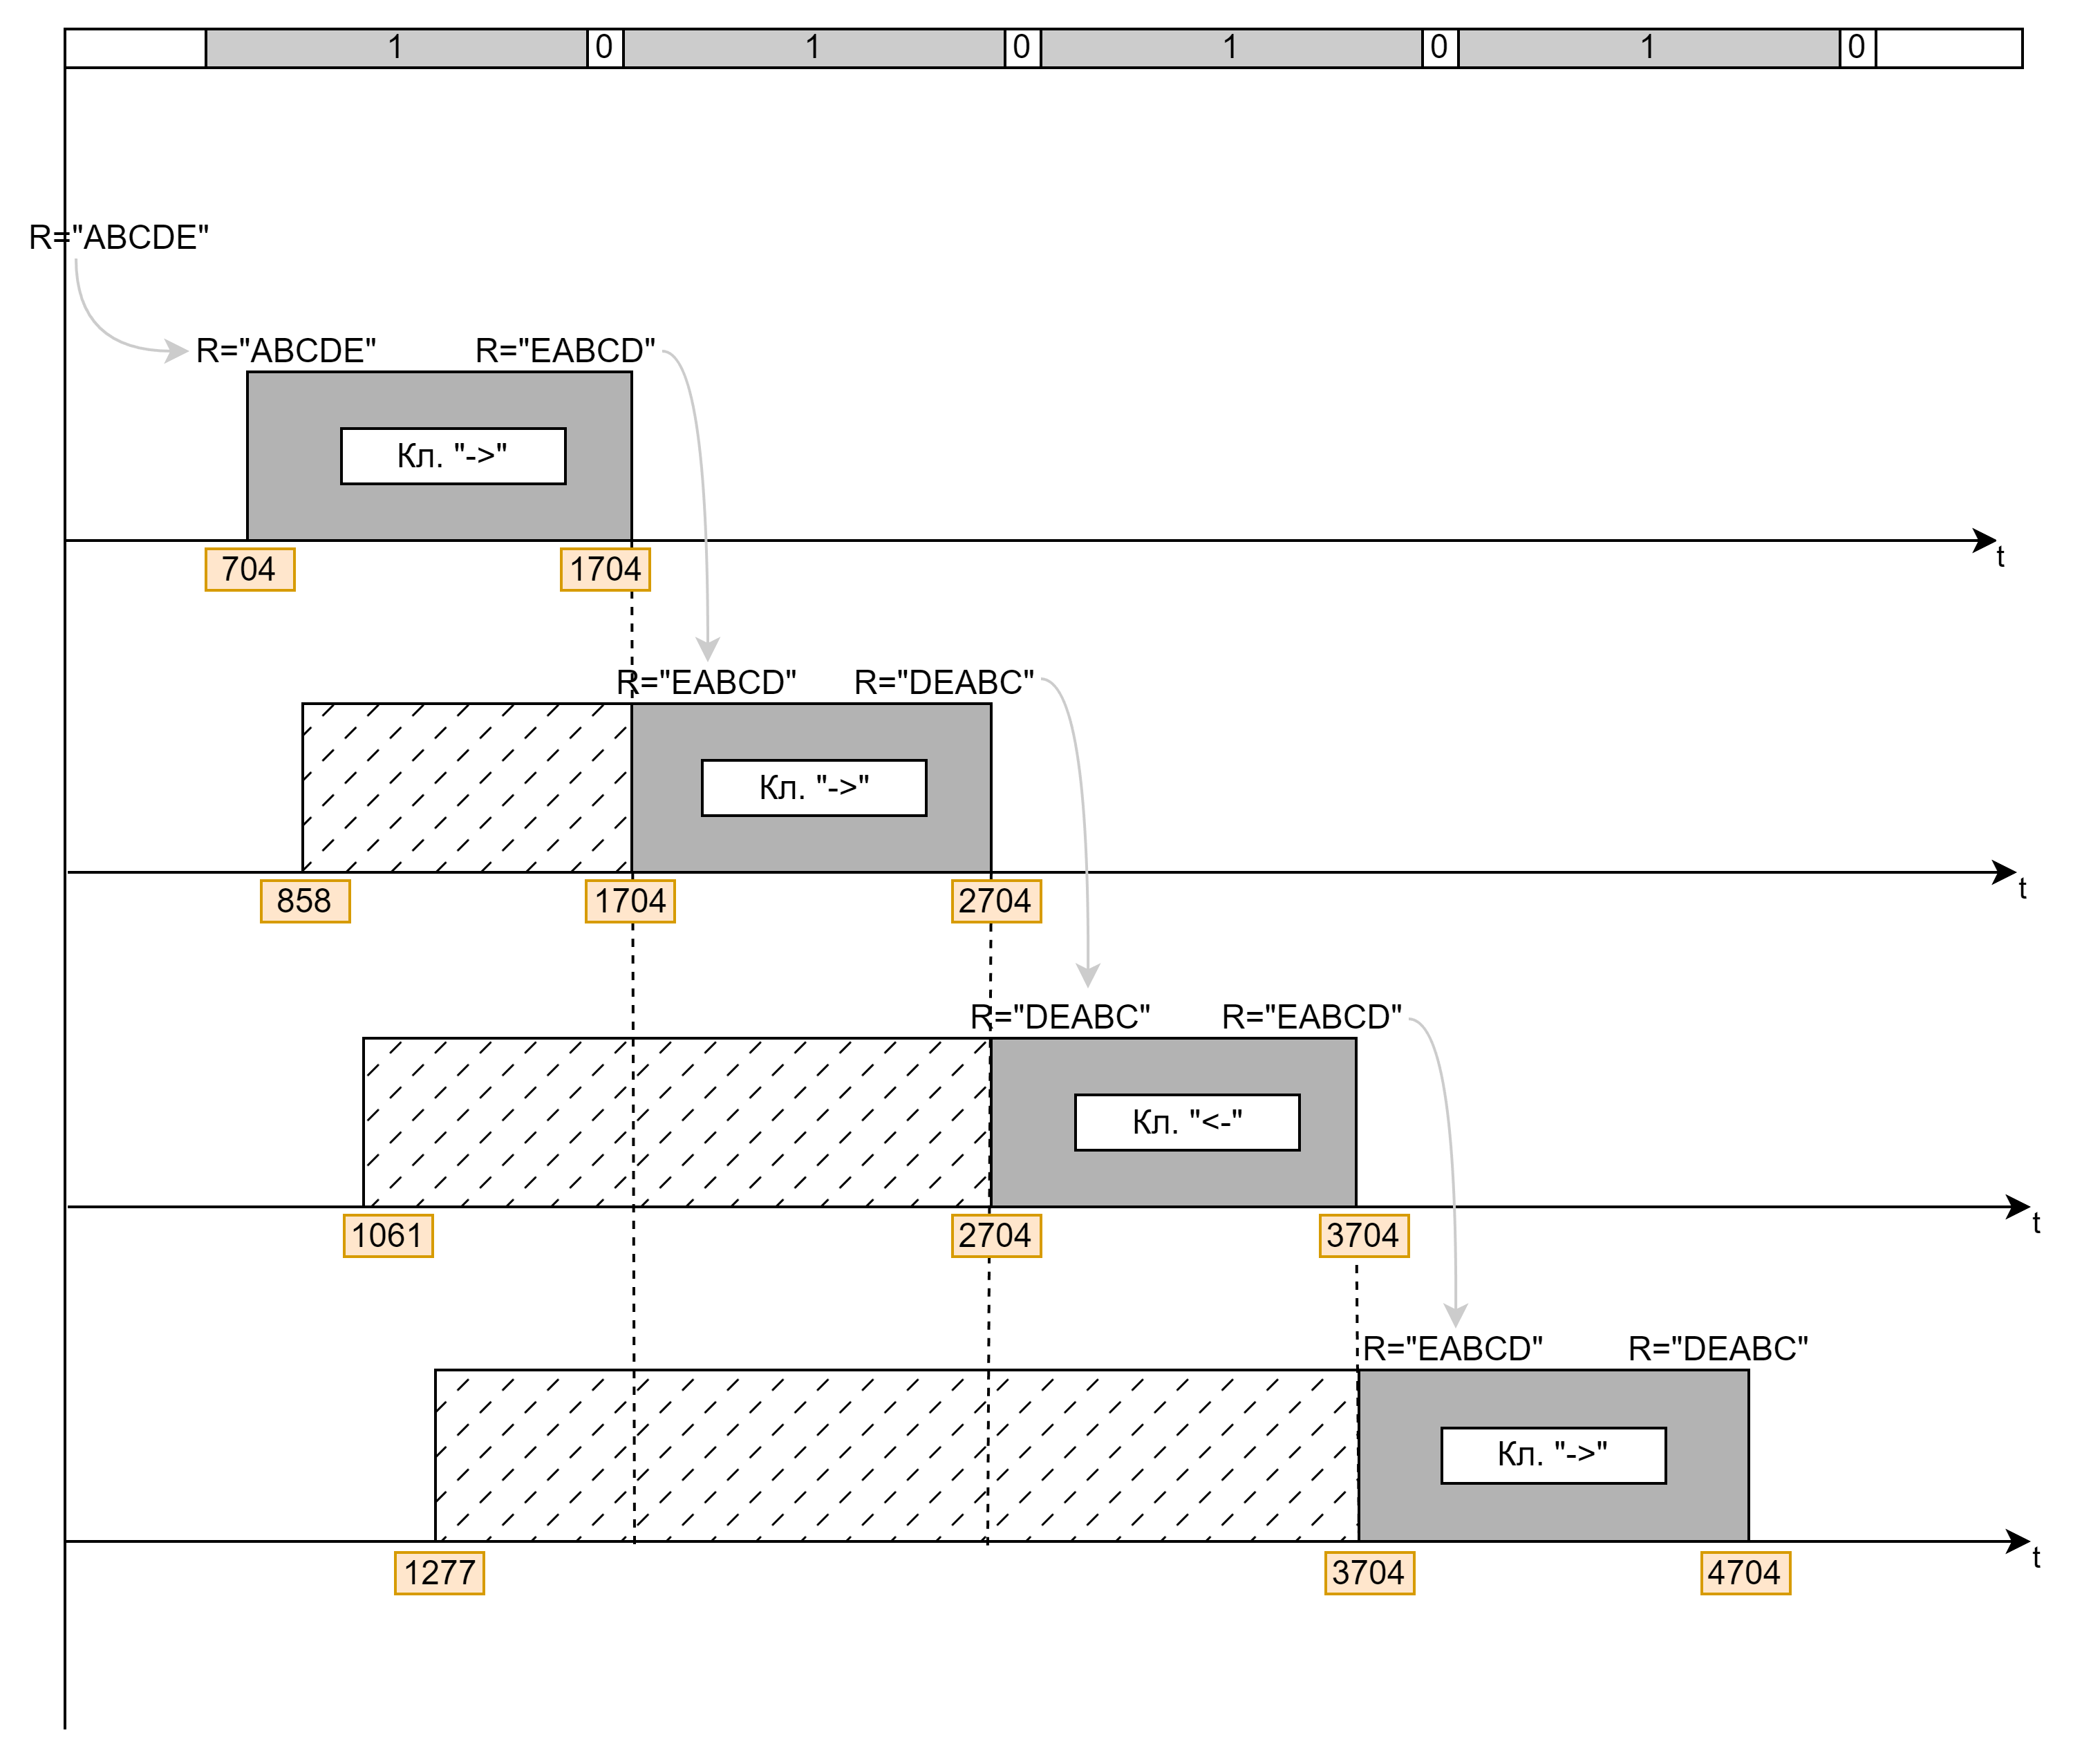 1 0 1 0 1 0 1 0
R="ABCDE"
R="ABCDE" R="EABCD"
Кл. "->"
t
704 1704
R="EABCD" R="DEABC"
Кл. "->"
t
858 1704 2704
R="DEABC" R="EABCD"
Кл. "<-"
t
1061 2704 3704
R="EABCD" R="DEABC"
Кл. "->"
t
1277 3704 4704